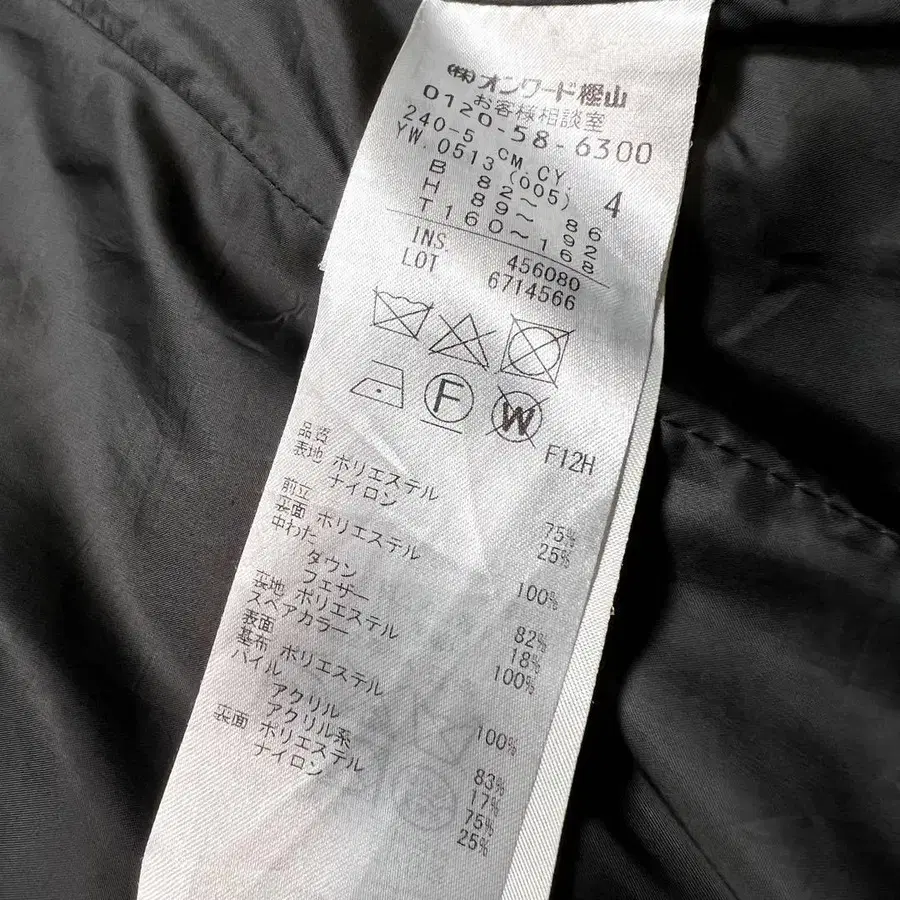 (株)オンワード樫山
お客様相談室
0120-58-6300
240-5 CM.CY
YW.0513(005) 4
B 82～ 86
H 89～ 92
T 160～168
INS. 456080
LOT 6714566
F
W
F12H
品質
表地 ポリエステル 75%
ナイロン 25%
前立
裏面 ポリエステル 100%
中わた
ダウン 82%
フェザー 18%
裏地 ポリエステル 100%
スペアカラー
表面
基布 ポリエステル 100%
パイル
アクリル 83%
アクリル系 17%
裏面 ポリエステル 75%
ナイロン 25%